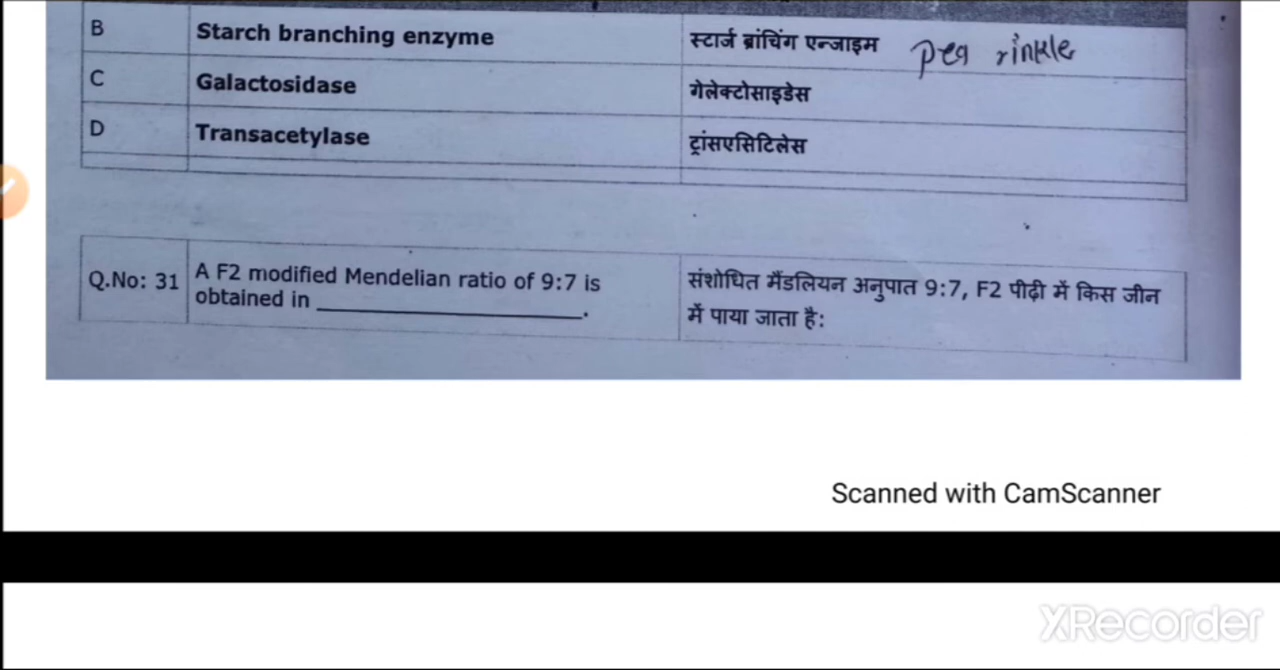 B Starch branching enzyme स्टार्ज ब्रांचिंग एन्जाइम pea rinkle
C Galactosidase गेलेक्टोसाइडेस
D Transacetylase ट्रांसएसिटिलेस
Q.No: 31 A F2 modified Mendelian ratio of 9:7 is संशोधित मैंडलियन अनुपात 9:7, F2 पीढ़ी में किस जीन
obtained in ____________. में पाया जाता है:
Scanned with CamScanner
XRecorder